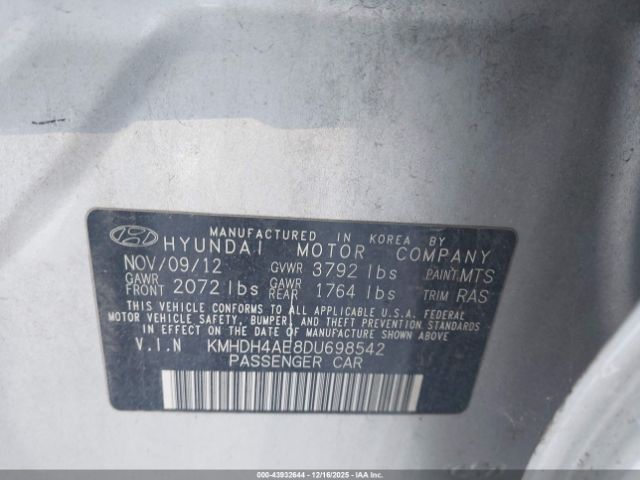 MANUFACTURED IN KOREA BY
HYUNDAI MOTOR COMPANY
NOV/09/12 GVWR 3792 lbs PAINT MTS
GAWR FRONT 2072 lbs GAWR REAR 1764 lbs TRIM RAS
THIS VEHICLE CONFORMS TO ALL APPLICABLE U.S.A. FEDERAL
MOTOR VEHICLE SAFETY, BUMPER, AND THEFT PREVENTION STANDARDS
IN EFFECT ON THE DATE OF MANUFACTURE SHOWN ABOVE
V.I.N KMHDH4AE8DU698542
PASSENGER CAR
000-43932644 - 12/16/2025 - IAAI.COM